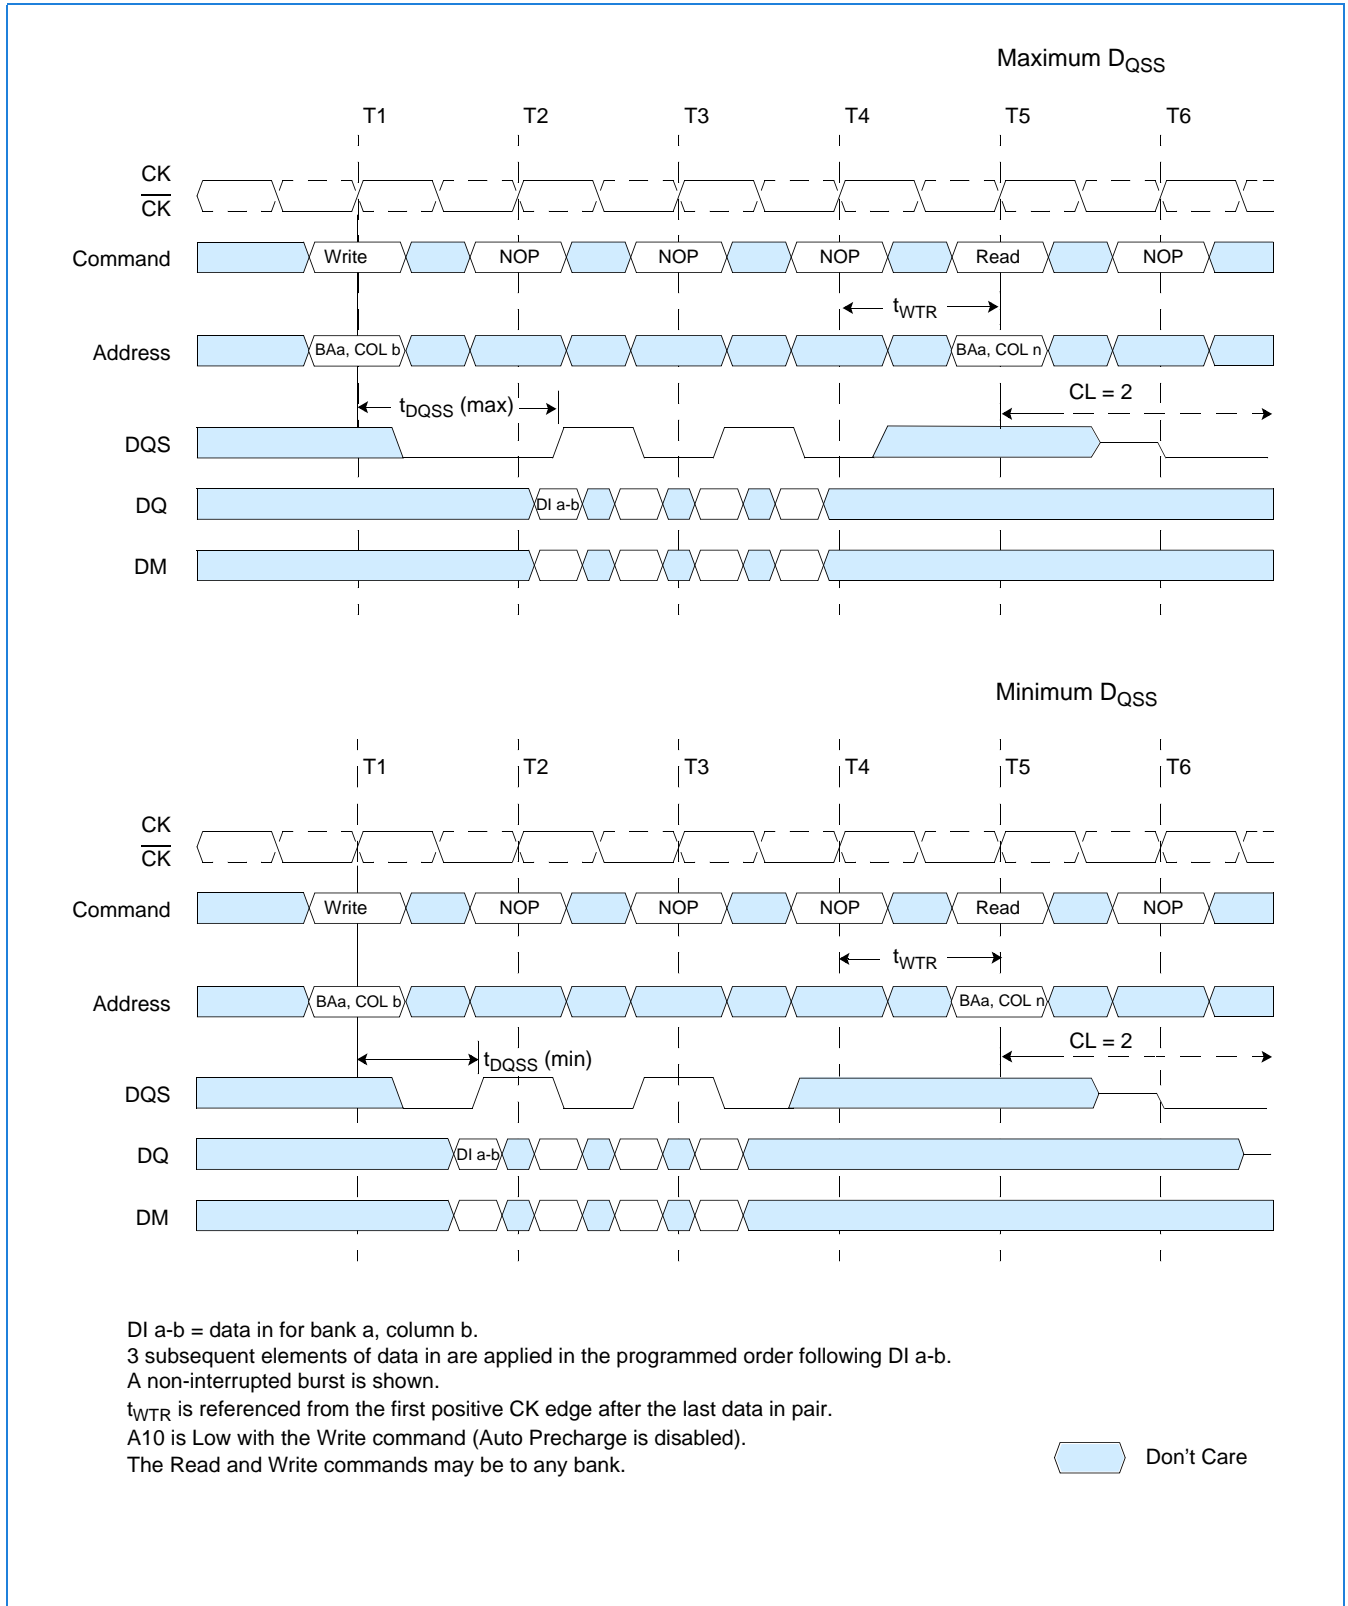 Maximum DQSS
T1 T2 T3 T4 T5 T6
CK
CK
Command Write NOP NOP NOP Read NOP
tWTR
Address BAa, COL b BAa, COL n
CL = 2
tDQSS (max)
DQS
DQ DI a-b
DM
Minimum DQSS
T1 T2 T3 T4 T5 T6
CK
CK
Command Write NOP NOP NOP Read NOP
tWTR
Address BAa, COL b BAa, COL n
CL = 2
tDQSS (min)
DQS
DQ DI a-b
DM
DI a-b = data in for bank a, column b.
3 subsequent elements of data in are applied in the programmed order following DI a-b.
A non-interrupted burst is shown.
tWTR is referenced from the first positive CK edge after the last data in pair.
A10 is Low with the Write command (Auto Precharge is disabled).
The Read and Write commands may be to any bank.
Don't Care